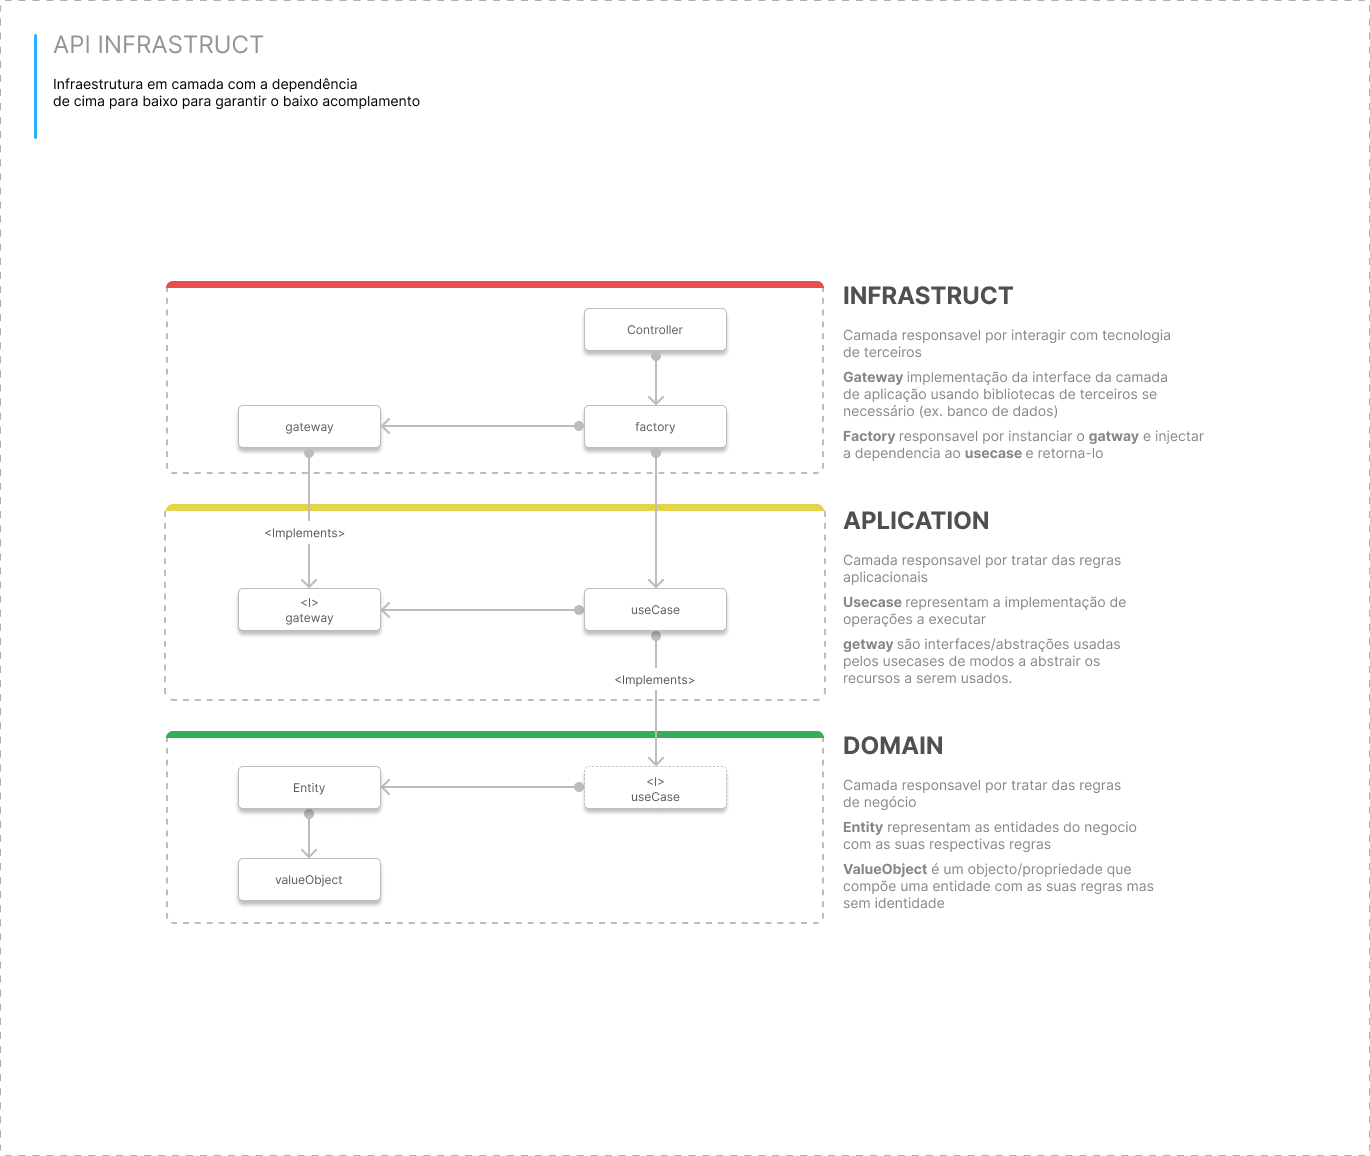 API INFRASTRUCT
Infraestrutura em camada com a dependência
de cima para baixo para garantir o baixo acomplamento
Controller
gateway
factory
<Implements>
<I>
gateway
useCase
<Implements>
Entity
<I>
useCase
valueObject
INFRASTRUCT
Camada responsavel por interagir com tecnologia
de terceiros
Gateway implementação da interface da camada
de aplicação usando bibliotecas de terceiros se
necessário (ex. banco de dados)
Factory responsavel por instanciar o gatway e injectar
a dependencia ao usecase e retorna-lo
APLICATION
Camada responsavel por tratar das regras
aplicacionais
Usecase representam a implementação de
operações a executar
getway são interfaces/abstrações usadas
pelos usecases de modos a abstrair os
recursos a serem usados.
DOMAIN
Camada responsavel por tratar das regras
de negócio
Entity representam as entidades do negocio
com as suas respectivas regras
ValueObject é um objecto/propriedade que
compõe uma entidade com as suas regras mas
sem identidade